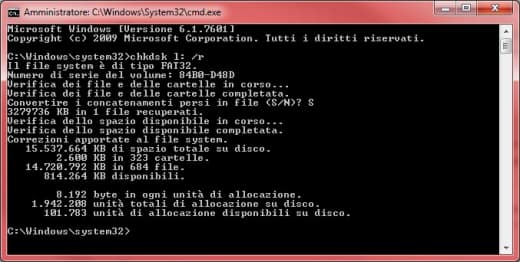 Amministratore: C:\Windows\System32\cmd.exe
Microsoft Windows [Versione 6.1.7601]
Copyright (c) 2009 Microsoft Corporation. Tutti i diritti riservati.
C:\Windows\system32>chkdsk l: /r
Il file system è di tipo FAT32.
Numero di serie del volume: 84B0-D48D
Verifica dei file e delle cartelle in corso...
Verifica dei file e delle cartelle completata.
Convertire i concatenamenti persi in file (S/N)? S
3279736 KB in 1 file recuperati.
Verifica dello spazio disponibile in corso...
Verifica dello spazio disponibile completata.
Correzioni apportate al file system.
15.537.664 KB di spazio totale su disco.
2.600 KB in 323 cartelle.
14.720.792 KB in 684 file.
814.264 KB disponibili.
8.192 byte in ogni unità di allocazione.
1.942.208 unità totali di allocazione su disco.
101.783 unità di allocazione disponibili su disco.
C:\Windows\system32>